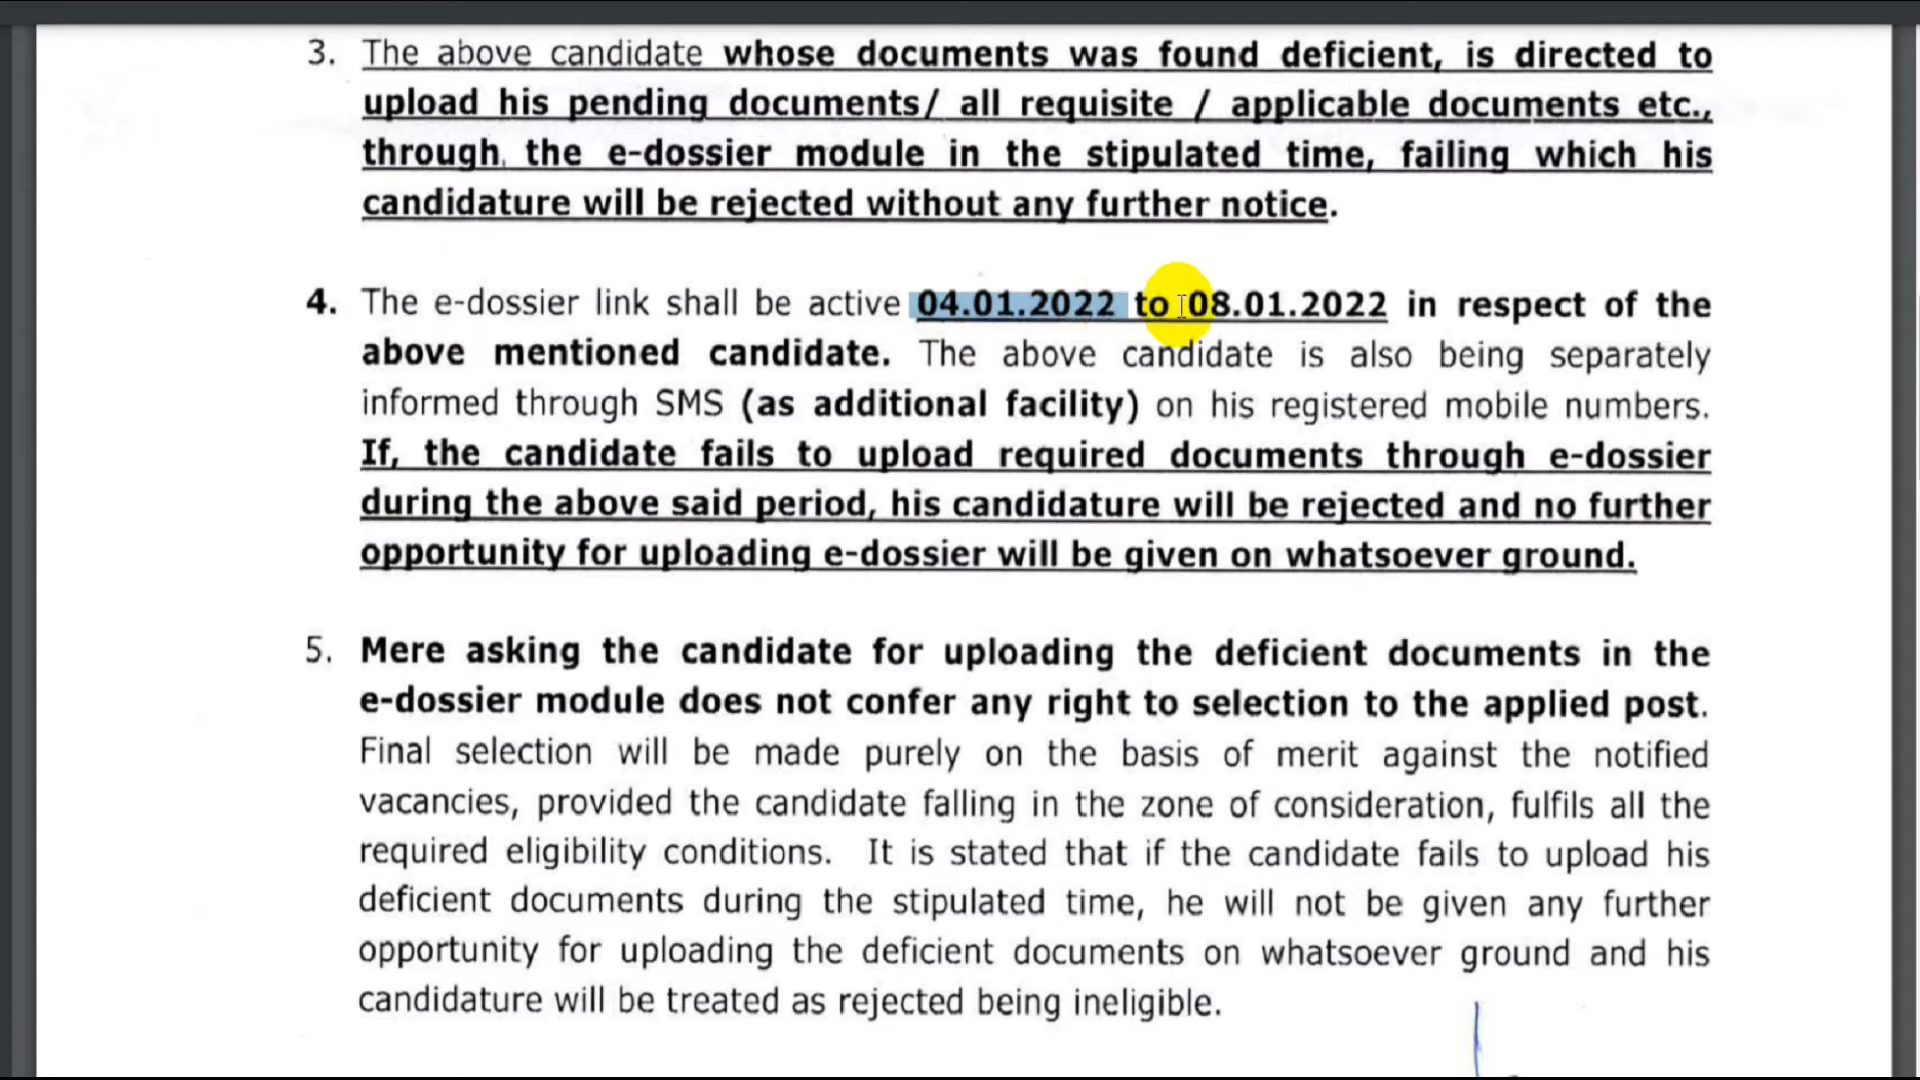 3. The above candidate whose documents was found deficient, is directed to
upload his pending documents/ all requisite / applicable documents etc.,
through the e-dossier module in the stipulated time, failing which his
candidature will be rejected without any further notice.
4. The e-dossier link shall be active 04.01.2022 to 08.01.2022 in respect of the
above mentioned candidate. The above candidate is also being separately
informed through SMS (as additional facility) on his registered mobile numbers.
If, the candidate fails to upload required documents through e-dossier
during the above said period, his candidature will be rejected and no further
opportunity for uploading e-dossier will be given on whatsoever ground.
5. Mere asking the candidate for uploading the deficient documents in the
e-dossier module does not confer any right to selection to the applied post.
Final selection will be made purely on the basis of merit against the notified
vacancies, provided the candidate falling in the zone of consideration, fulfils all the
required eligibility conditions. It is stated that if the candidate fails to upload his
deficient documents during the stipulated time, he will not be given any further
opportunity for uploading the deficient documents on whatsoever ground and his
candidature will be treated as rejected being ineligible.